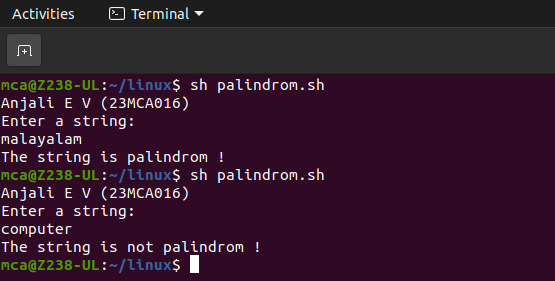 Activities Terminal
mca@Z238-UL:~/linux$ sh palindrom.sh
Anjali E V (23MCA016)
Enter a string:
malayalam
The string is palindrom !
mca@Z238-UL:~/linux$ sh palindrom.sh
Anjali E V (23MCA016)
Enter a string:
computer
The string is not palindrom !
mca@Z238-UL:~/linux$